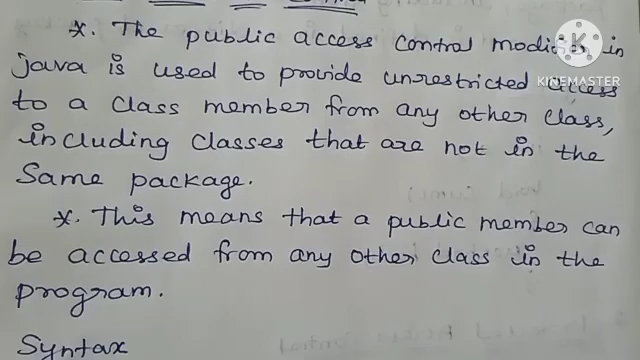 *. The public access control modifier in
java is used to provide unrestricted access
to a class member from any other class,
including classes that are not in the
Same package.
*. This means that a public member can
be accessed from any other class in the
program.
Syntax
KINEMASTER